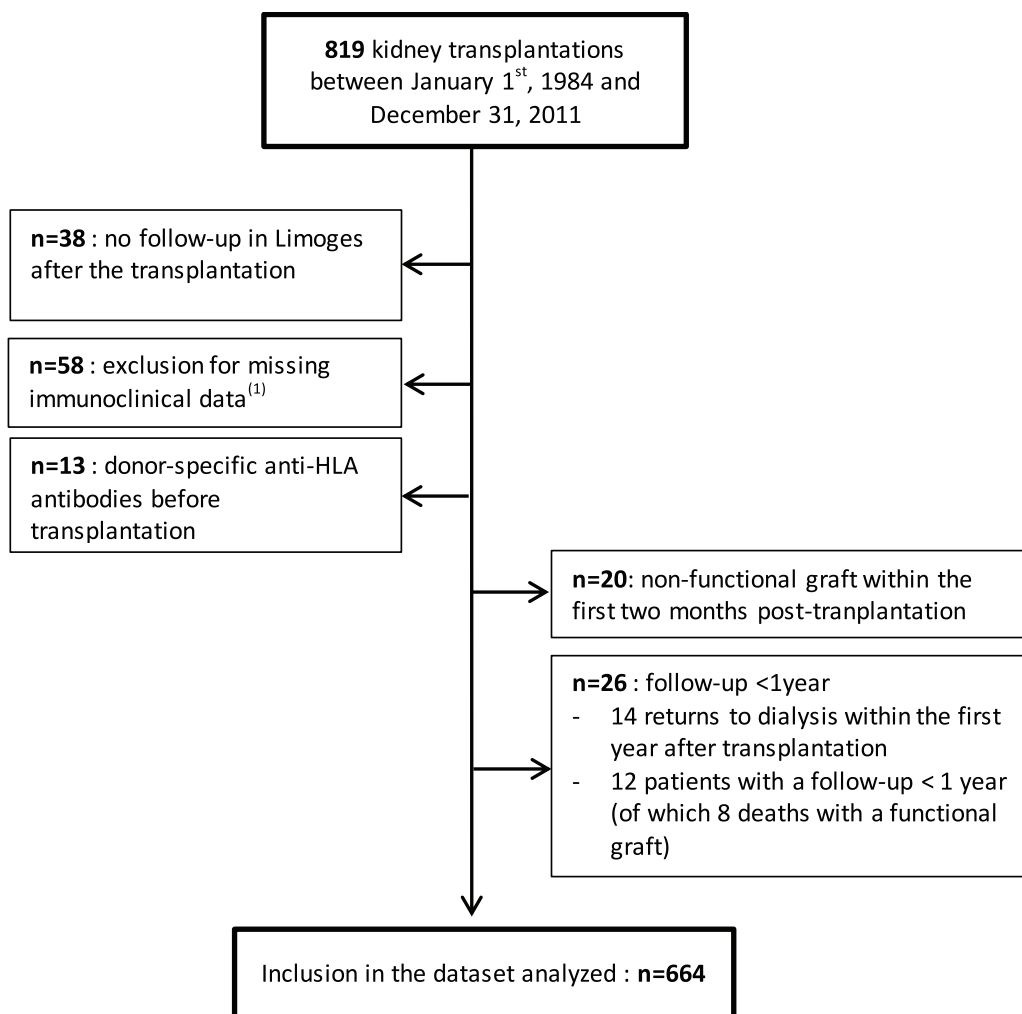 819 kidney transplantations
between January 1st, 1984 and
December 31, 2011
n=38 : no follow-up in Limoges
after the transplantation
n=58 : exclusion for missing
immunoclinical data(1)
n=13 : donor-specific anti-HLA
antibodies before
transplantation
n=20: non-functional graft within the
first two months post-tranplantation
n=26 : follow-up <1year
- 14 returns to dialysis within the first
year after transplantation
- 12 patients with a follow-up < 1 year
(of which 8 deaths with a functional
graft)
Inclusion in the dataset analyzed : n=664